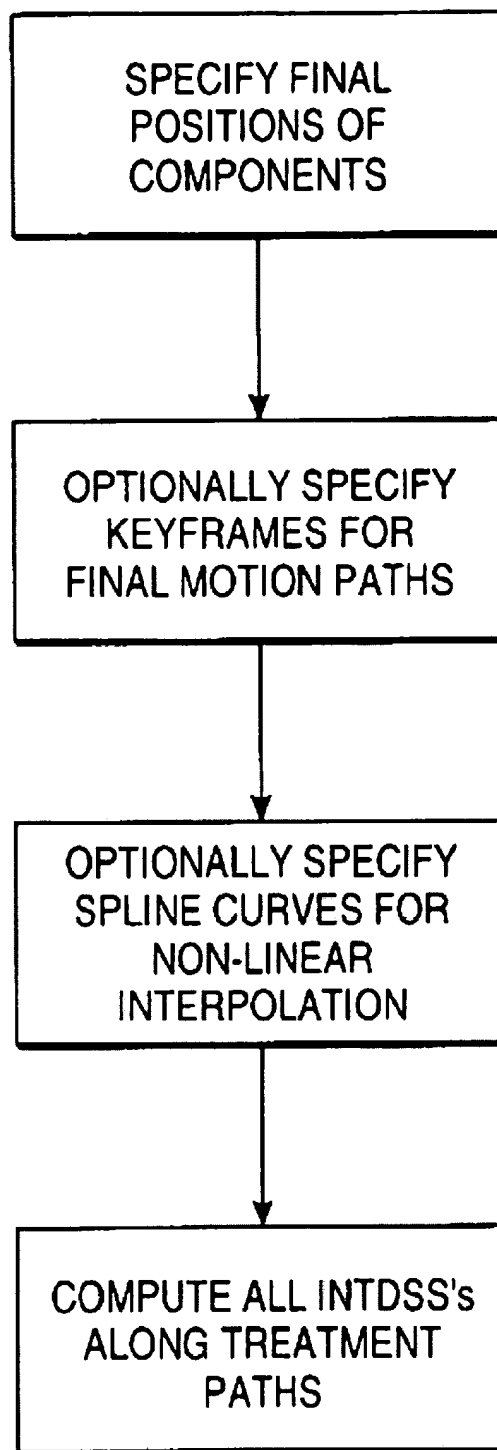 SPECIFY FINAL
POSITIONS OF
COMPONENTS
OPTIONALLY SPECIFY
KEYFRAMES FOR
FINAL MOTION PATHS
OPTIONALLY SPECIFY
SPLINE CURVES FOR
NON-LINEAR
INTERPOLATION
COMPUTE ALL INTDSS's
ALONG TREATMENT
PATHS